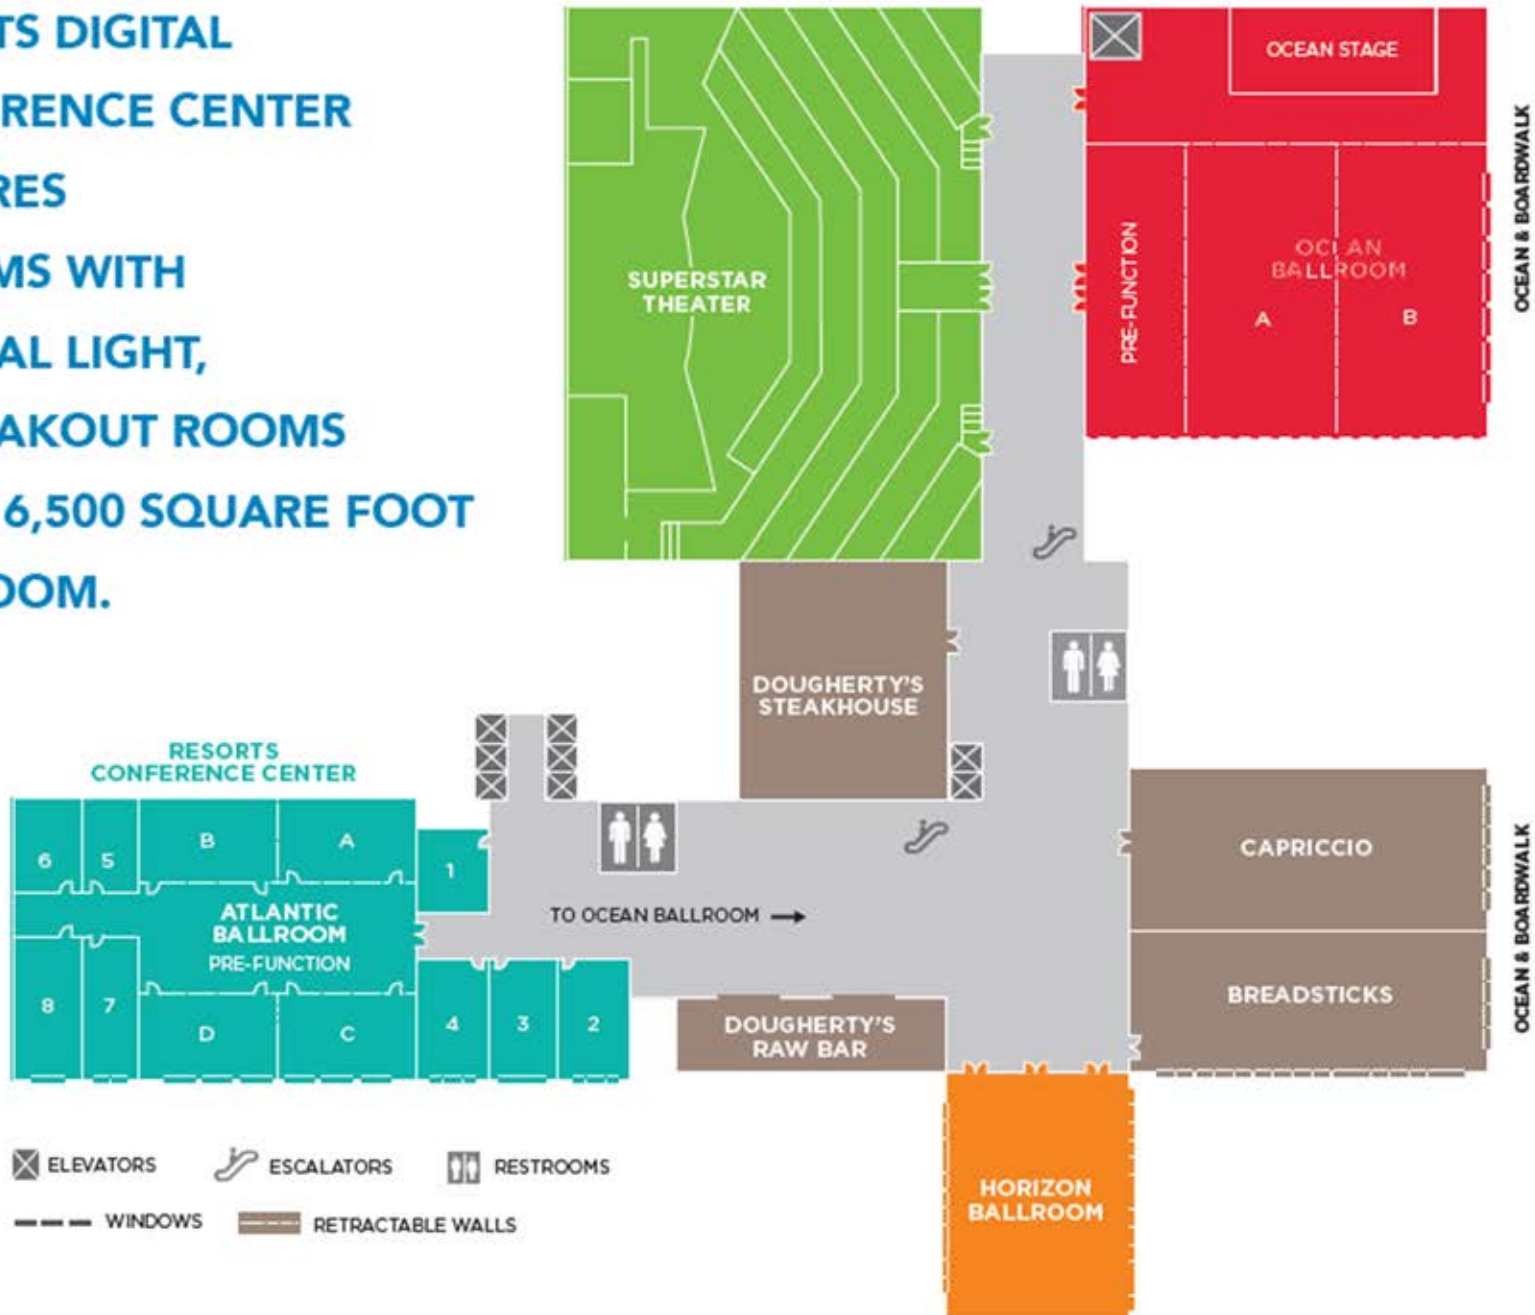 TS DIGITAL
RENCE CENTER
RES
MS WITH
AL LIGHT,
AKOUT ROOMS
6,500 SQUARE FOOT
OOM.
OCEAN STAGE
OCEAN & BOARDWALK
PRE-FUNCTION
OCEAN
BALLROOM
A
B
SUPERSTAR
THEATER
DOUGHERTY'S
STEAKHOUSE
RESORTS
CONFERENCE CENTER
6
5
B
A
1
ATLANTIC
BALLROOM
PRE-FUNCTION
8
7
D
C
4
3
2
TO OCEAN BALLROOM
CAPRICCIO
BREADSTICKS
OCEAN & BOARDWALK
DOUGHERTY'S
RAW BAR
HORIZON
BALLROOM
ELEVATORS
ESCALATORS
RESTROOMS
WINDOWS
RETRACTABLE WALLS